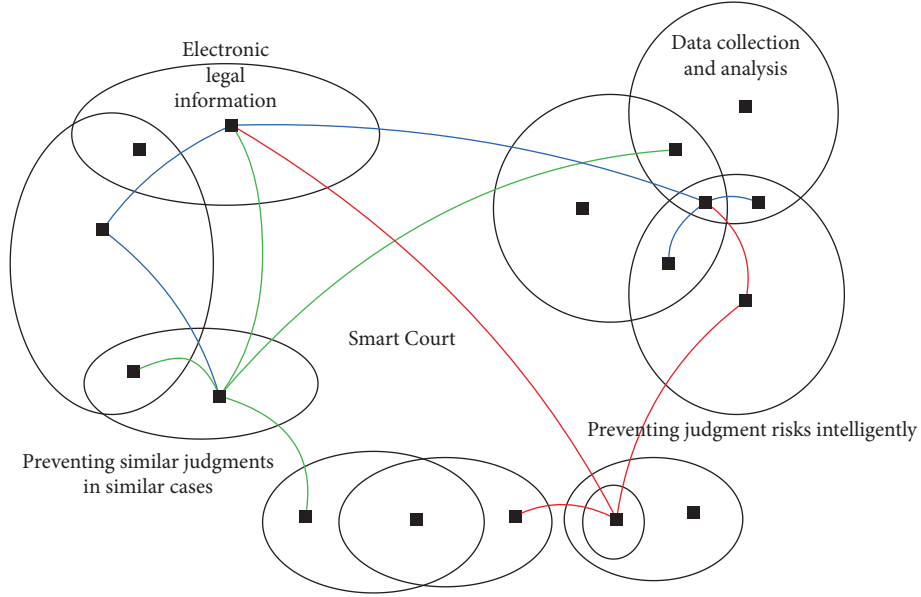 Electronic
legal
information
Data collection
and analysis
Smart Court
Preventing judgment risks intelligently
Preventing similar judgments
in similar cases